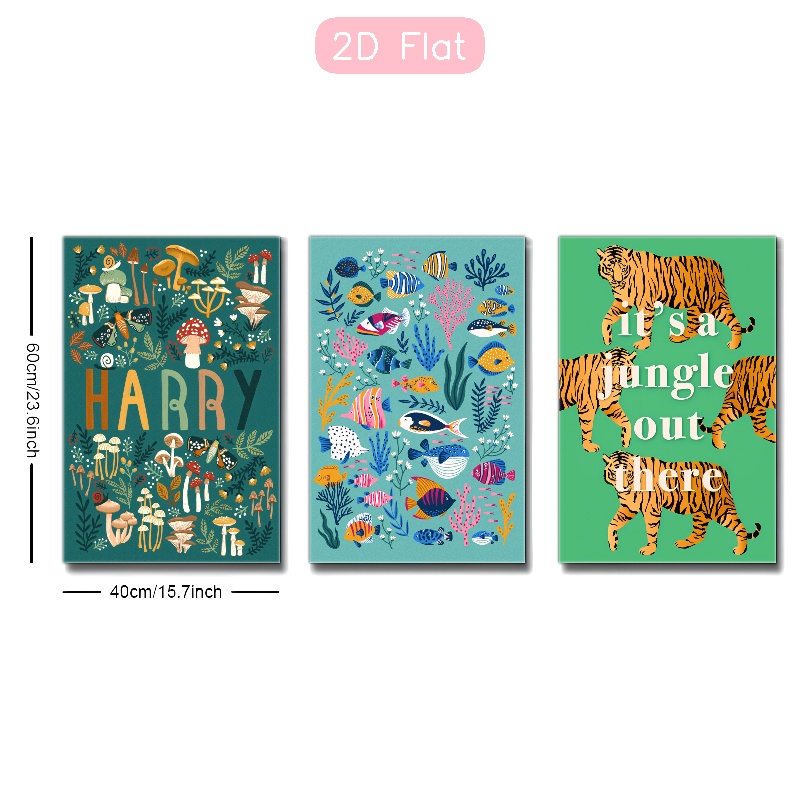 2D Flat
60cm/23.6inch
HARRY
it's a
jungle
out
there
40cm/15.7inch